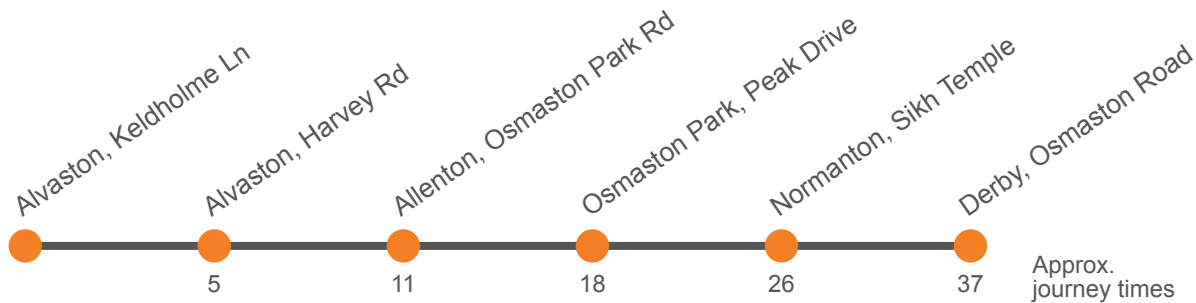 Alvaston, Keldholme Ln
Alvaston, Harvey Rd
Allenton, Osmaston Park Rd
Osmaston Park, Peak Drive
Normanton, Sikh Temple
Derby, Osmaston Road
5
11
18
26
37
Approx.
journey times